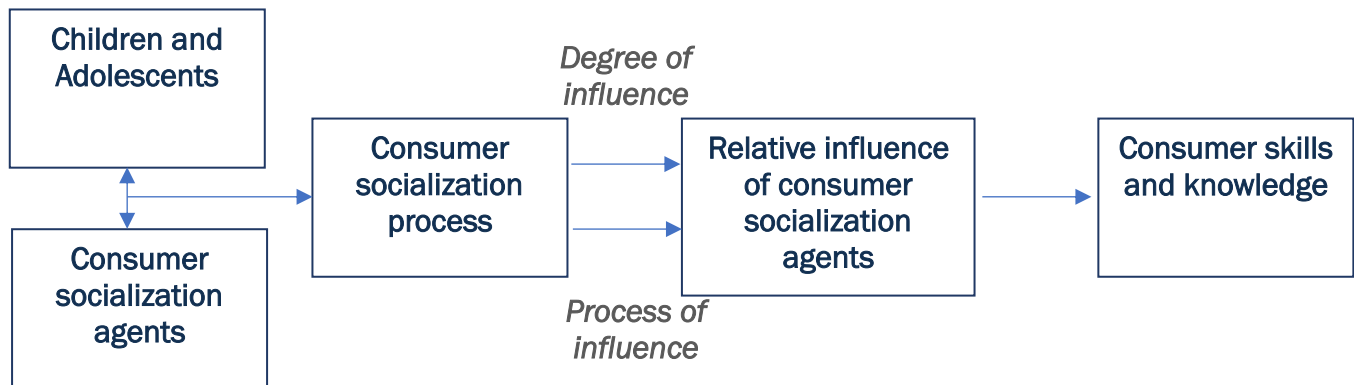 Children and
Adolescents
Consumer
socialization
agents
Consumer
socialization
process
Degree of
influence
Process of
influence
Relative influence
of consumer
socialization
agents
Consumer skills
and knowledge